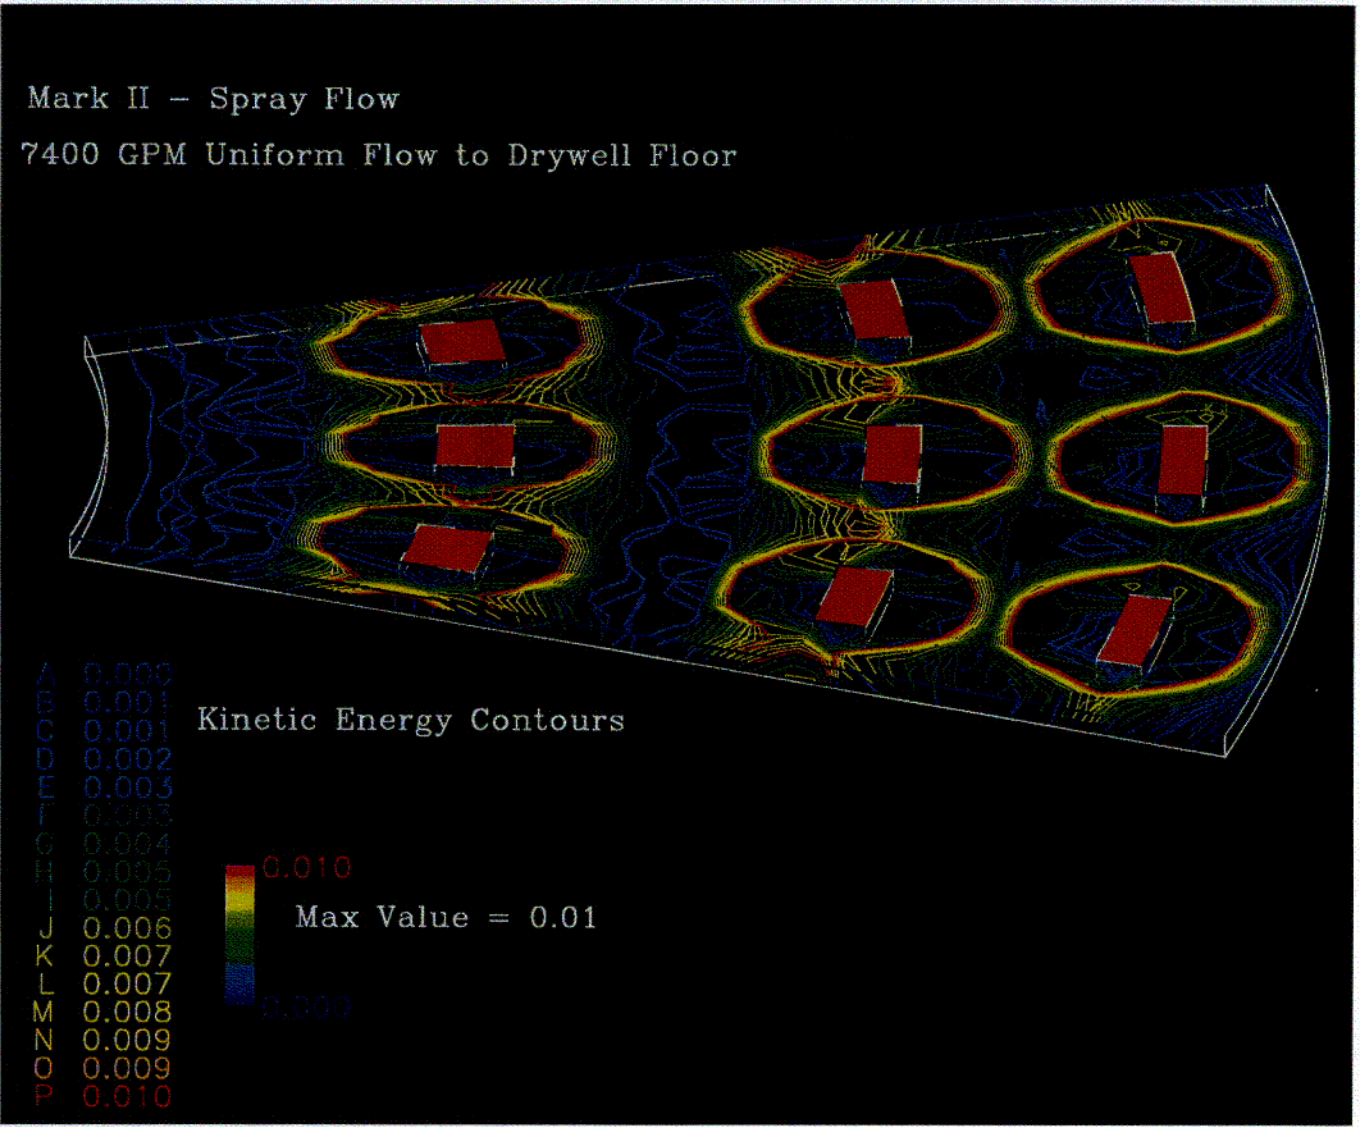 Mark II – Spray Flow
7400 GPM Uniform Flow to Drywell Floor
A 0.000
B 0.001
C 0.001
D 0.002
E 0.003
F 0.003
G 0.004
H 0.005
I 0.005
J 0.006
K 0.007
L 0.007
M 0.008
N 0.009
O 0.009
P 0.010
Kinetic Energy Contours
0.010
Max Value = 0.01
0.000